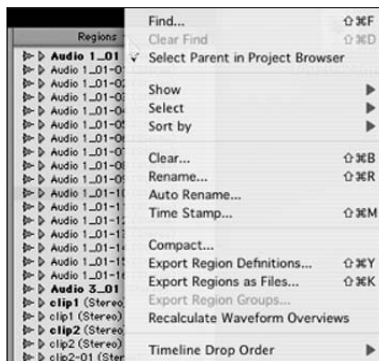 Regions
Audio 1_01
Audio 1_01-0
Audio 1_01-02
Audio 1_01-03
Audio 1_01-04
Audio 1_01-05
Audio 1_01-06
Audio 1_01-07
Audio 1_01-08
Audio 1_01-09
Audio 1_01-10
Audio 1_01-11
Audio 1_01-12
Audio 1_01-13
Audio 1_01-14
Audio 1_01-15
Audio 1_01-16
Audio 3_01
clip1 (Stereo)
clip1 (Stereo)
clip2 (Stereo)
clip2-01 (Ster
Find... ⇧⌘F
Clear Find ⇧⌘D
✓ Select Parent in Project Browser
Show ▶
Select ▶
Sort by ▶
Clear... ⇧⌘B
Rename... ⇧⌘R
Auto Rename...
Time Stamp... ⇧⌘M
Compact...
Export Region Definitions... ⇧⌘Y
Export Regions as Files... ⇧⌘K
Export Region Groups...
Recalculate Waveform Overviews
Timeline Drop Order ▶